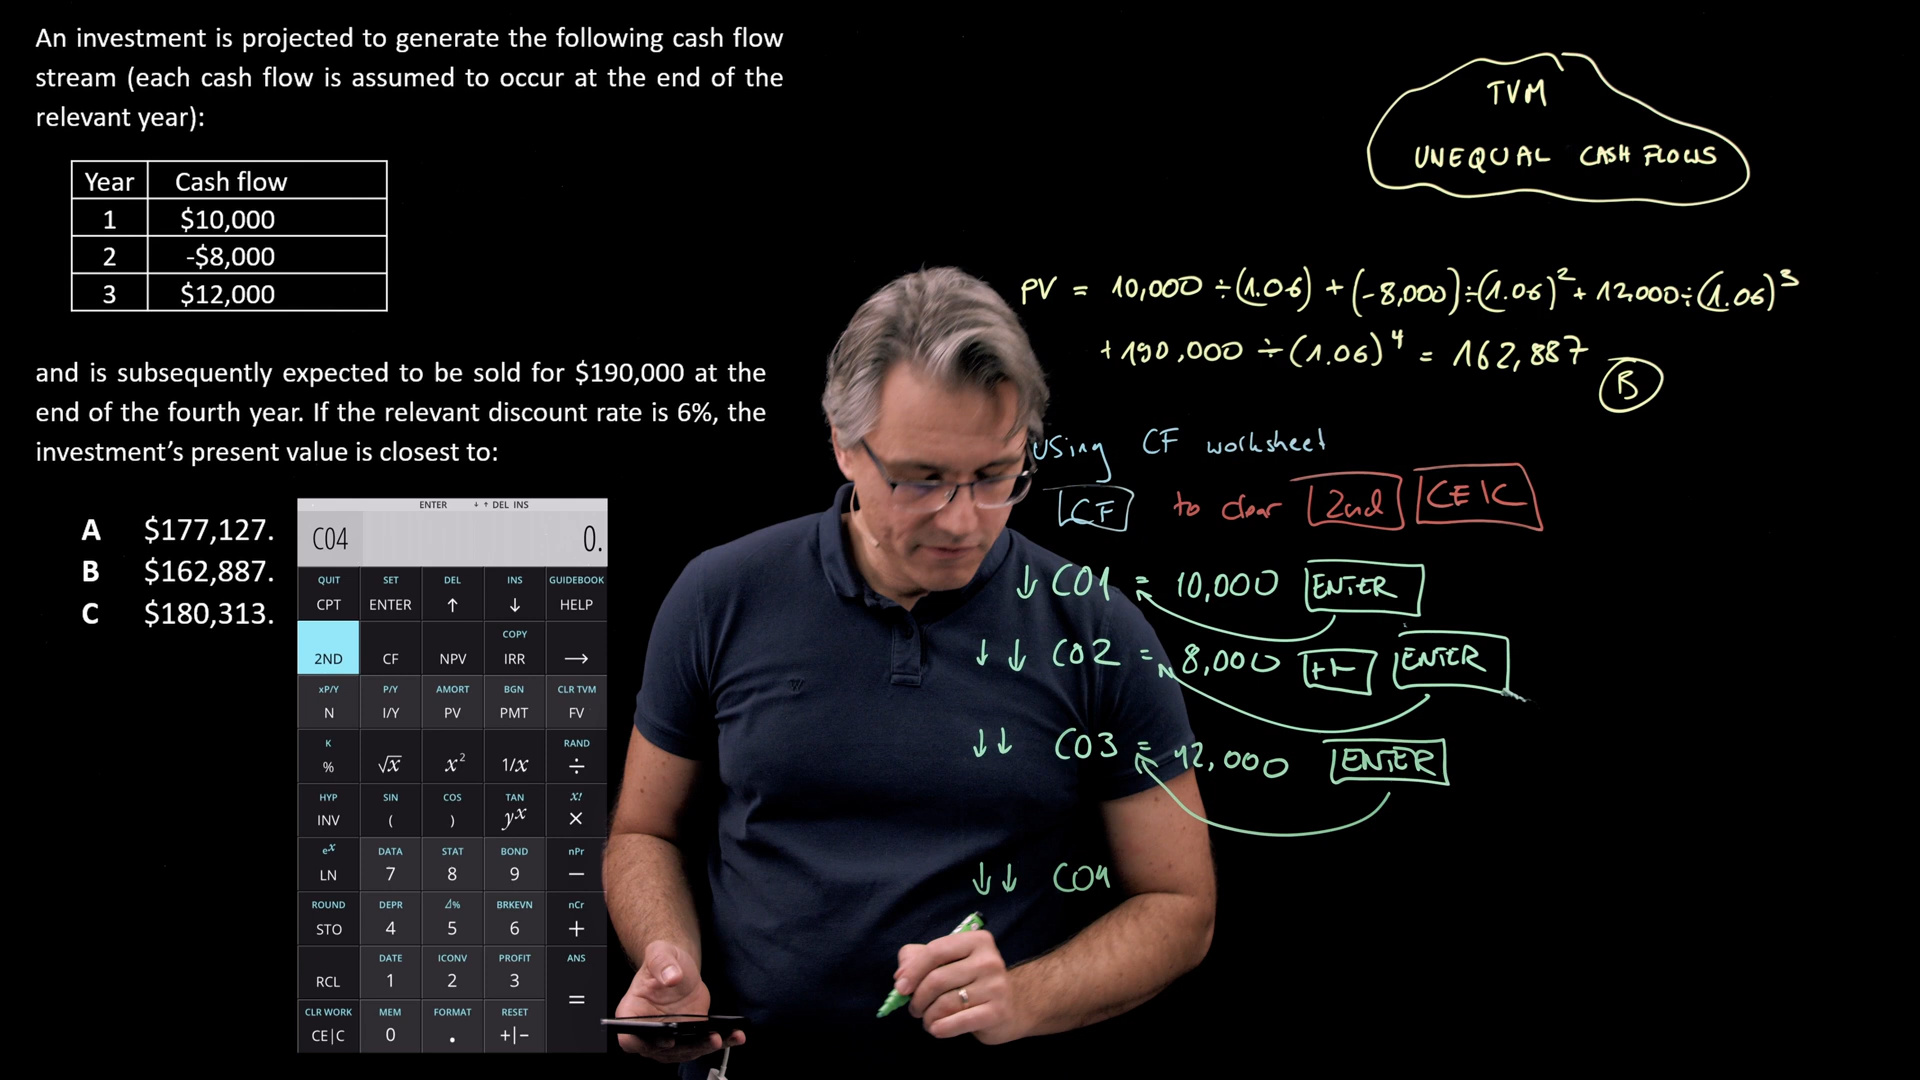 An investment is projected to generate the following cash flow
stream (each cash flow is assumed to occur at the end of the
relevant year):
Year Cash flow
1 $10,000
2 -$8,000
3 $12,000
and is subsequently expected to be sold for $190,000 at the
end of the fourth year. If the relevant discount rate is 6%, the
investment’s present value is closest to:
A $177,127.
B $162,887.
C $180,313.
ENTER ↓ ↑ DEL INS
C04 0.
QUIT SET DEL INS GUIDEBOOK
CPT ENTER ↑ ↓ HELP
COPY
2ND CF NPV IRR →
xP/Y P/Y AMORT BGN CLR TVM
N I/Y PV PMT FV
K RAND
% √x x² 1/x ÷
HYP SIN COS TAN x!
INV ( ) yˣ ×
eˣ DATA STAT BOND nPr
LN 7 8 9 −
ROUND DEPR Δ% BRKEVN nCr
STO 4 5 6 +
DATE ICONV PROFIT ANS
RCL 1 2 3 =
CLR WORK MEM FORMAT RESET
CE|C 0 . +|−
TVM
UNEQUAL CASH FLOWS
PV = 10,000 ÷ (1.06) + (-8,000) ÷ (1.06)² + 12,000 ÷ (1.06)³
+ 190,000 ÷ (1.06)⁴ = 162,887
B
using CF worksheet
CF to clear 2nd CE|C
↓ C01 = 10,000 ENTER
↓ ↓ C02 = 8,000 +|- ENTER
↓ ↓ C03 = 12,000 ENTER
↓ ↓ C04